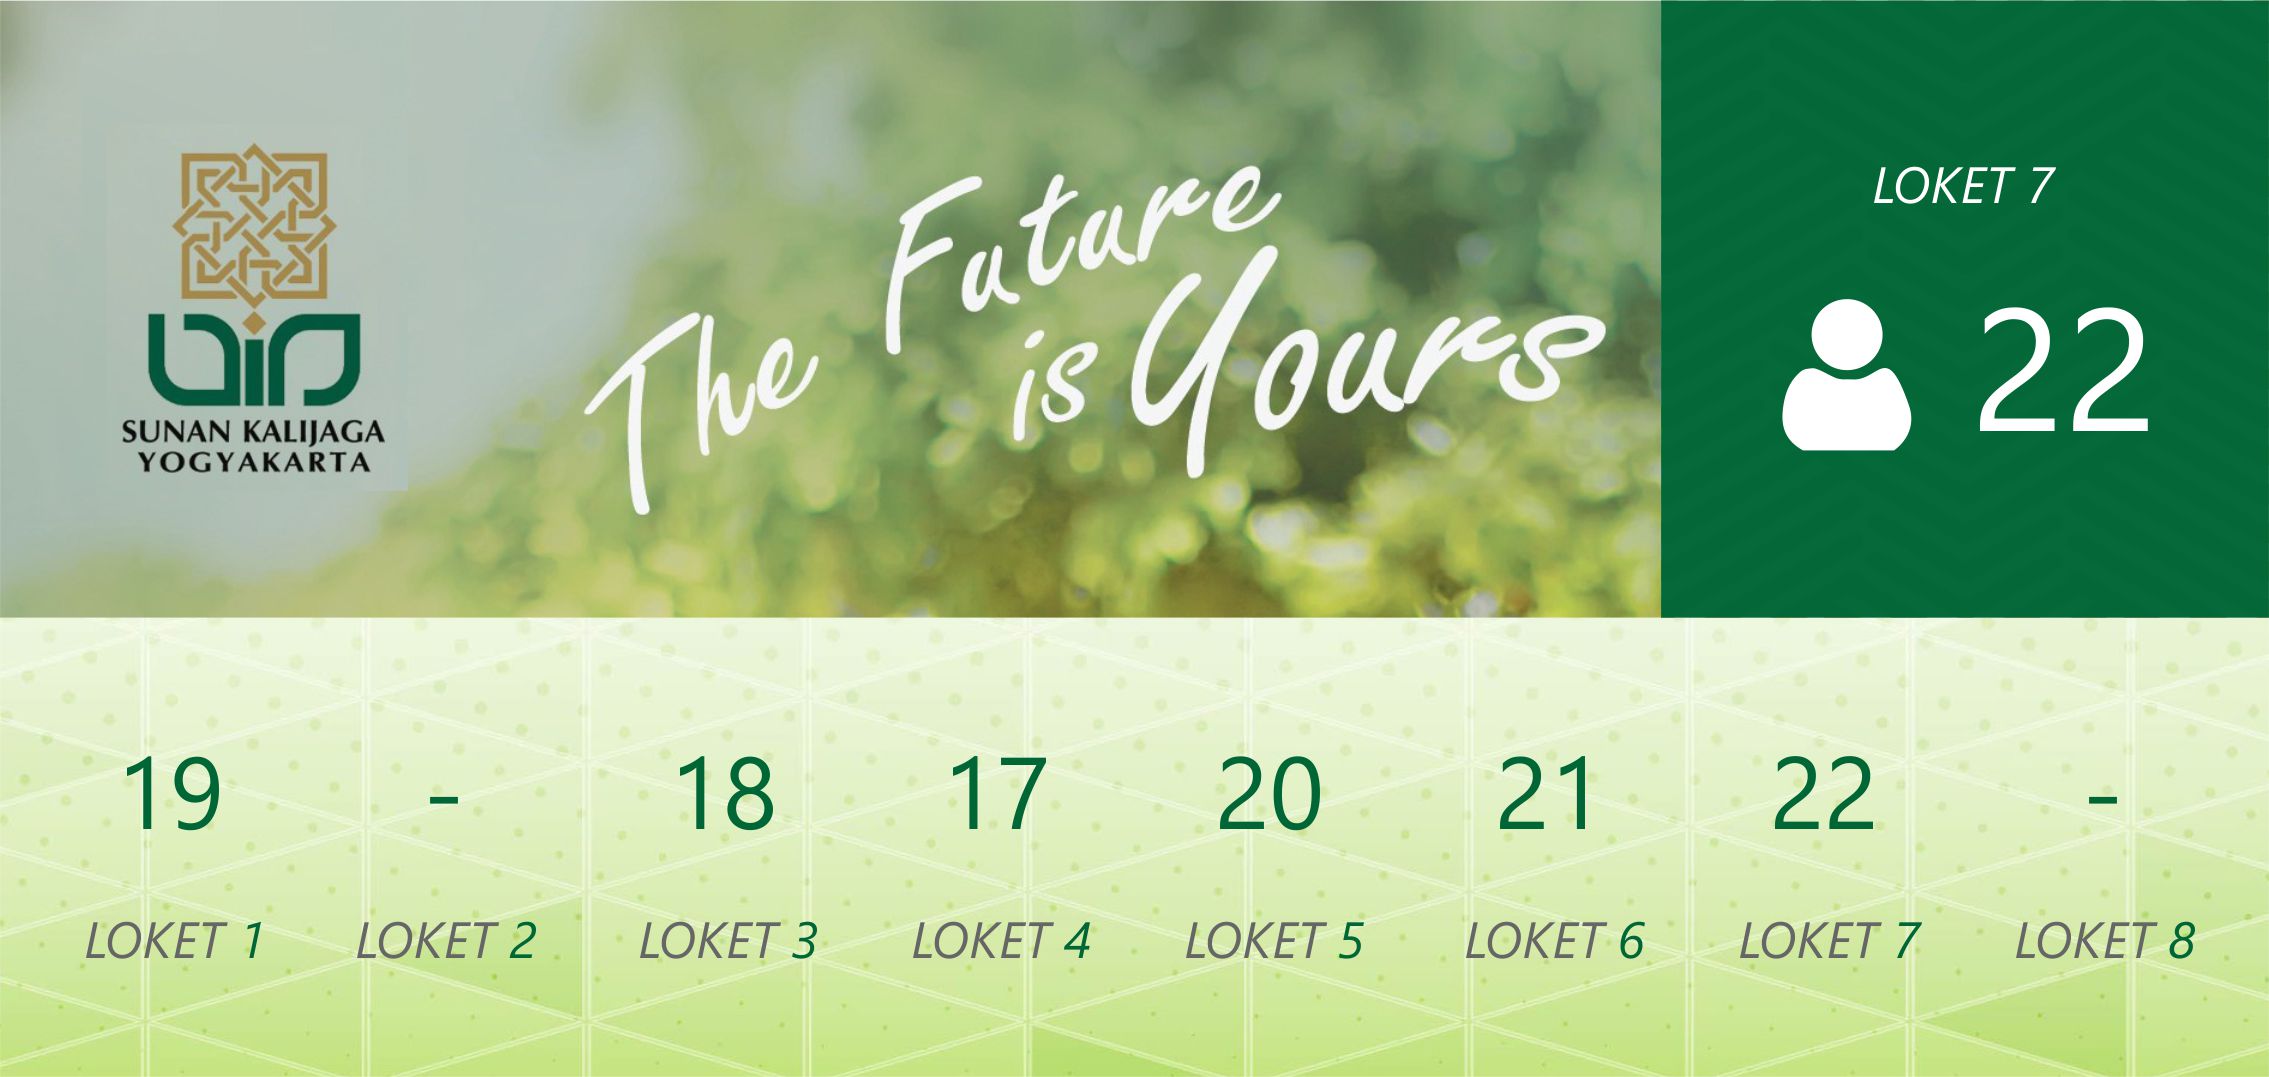 UIN
SUNAN KALIJAGA
YOGYAKARTA
The Future
is Yours
LOKET 7
22
19 - 18 17 20 21 22 -
LOKET 1 LOKET 2 LOKET 3 LOKET 4 LOKET 5 LOKET 6 LOKET 7 LOKET 8